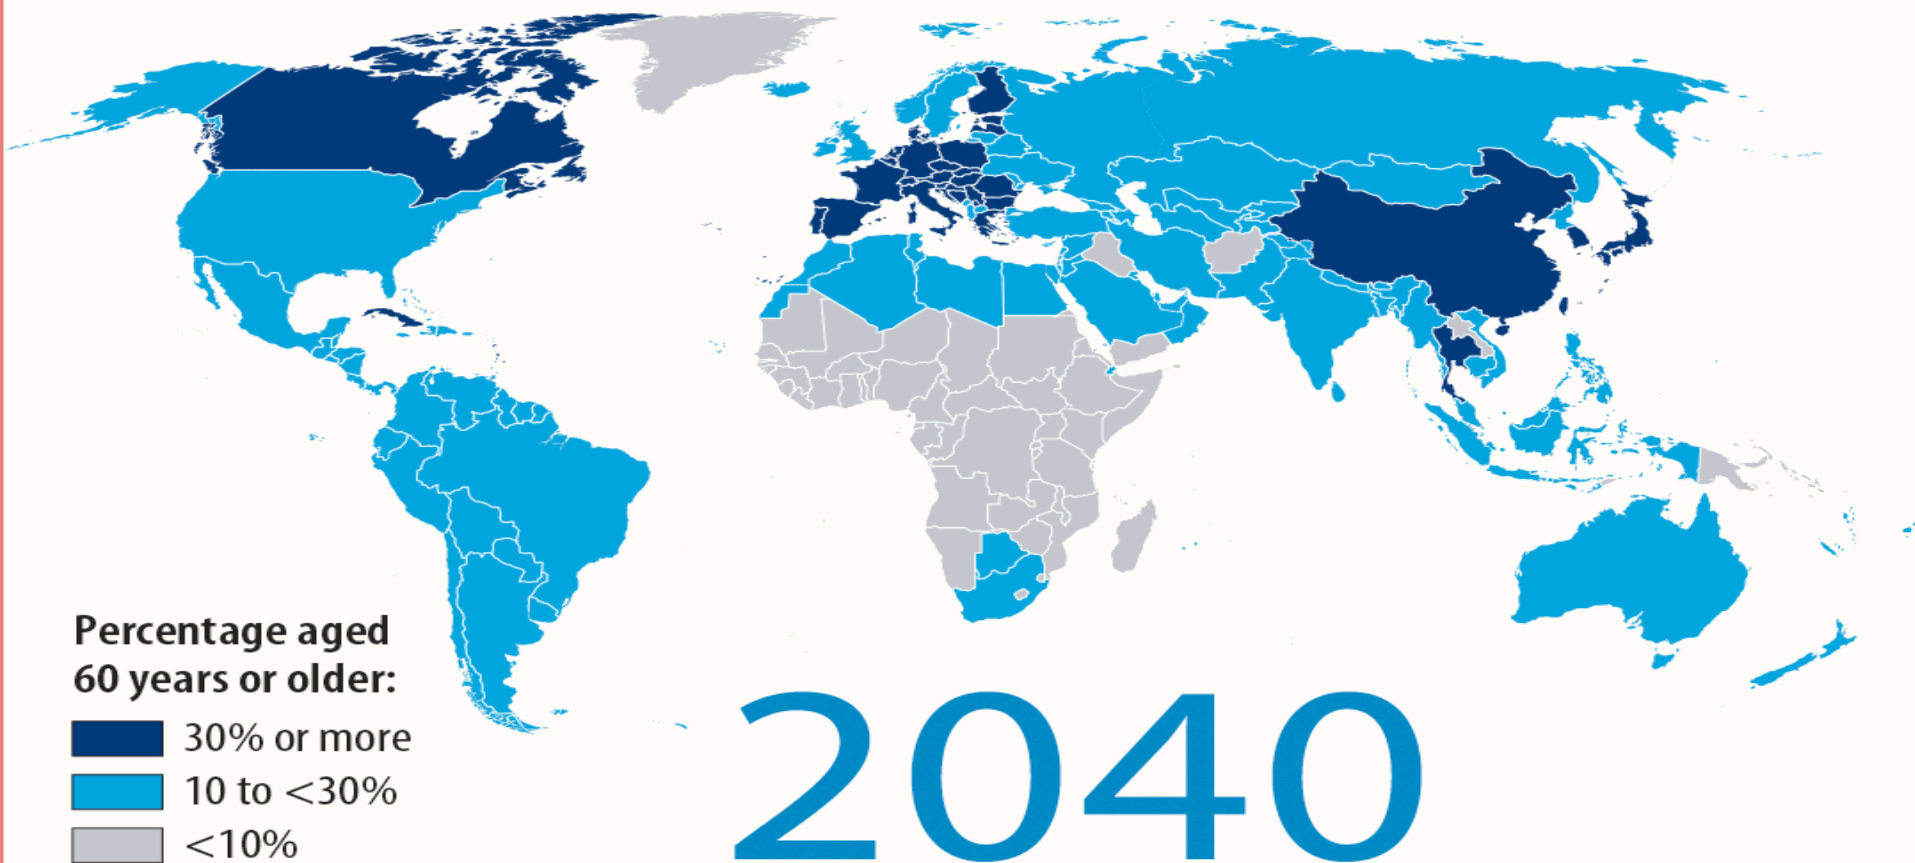 Percentage aged
60 years or older:
30% or more
10 to <30%
<10%
2040